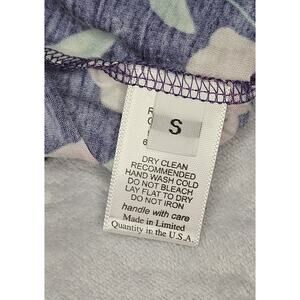 S
DRY CLEAN
RECOMMENDED
HAND WASH COLD
DO NOT BLEACH
LAY FLAT TO DRY
DO NOT IRON
handle with care
Made in Limited
Quantity in the U.S.A.